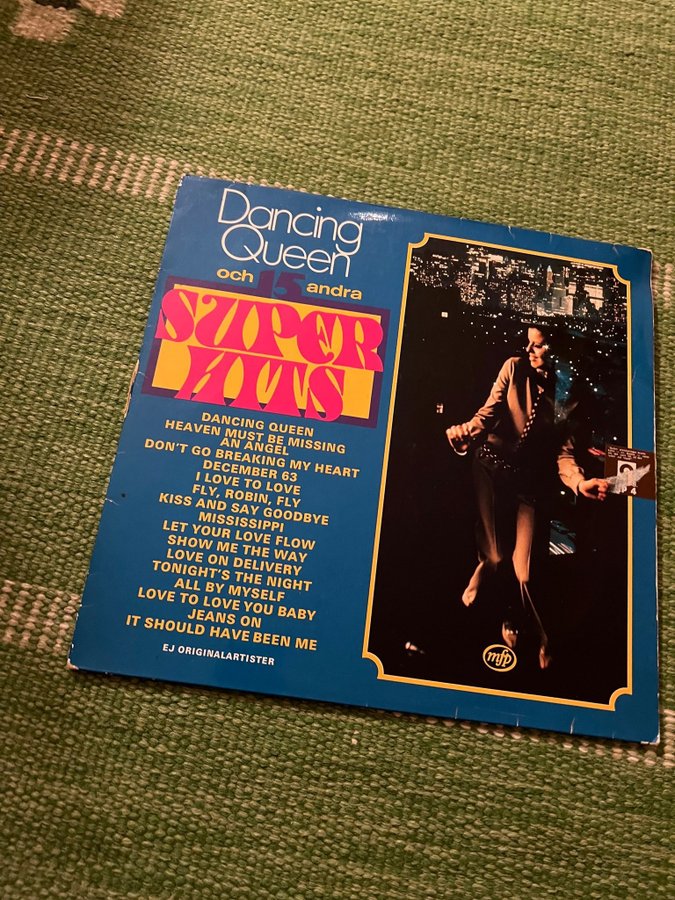 Dancing
Queen
och 15 andra
SUPER
HITS
DANCING QUEEN
HEAVEN MUST BE MISSING
AN ANGEL
DON'T GO BREAKING MY HEART
DECEMBER 63
I LOVE TO LOVE
FLY, ROBIN, FLY
KISS AND SAY GOODBYE
MISSISSIPPI
LET YOUR LOVE FLOW
SHOW ME THE WAY
LOVE ON DELIVERY
TONIGHT'S THE NIGHT
ALL BY MYSELF
LOVE TO LOVE YOU BABY
JEANS ON
IT SHOULD HAVE BEEN ME
EJ ORIGINALARTISTER
mfp